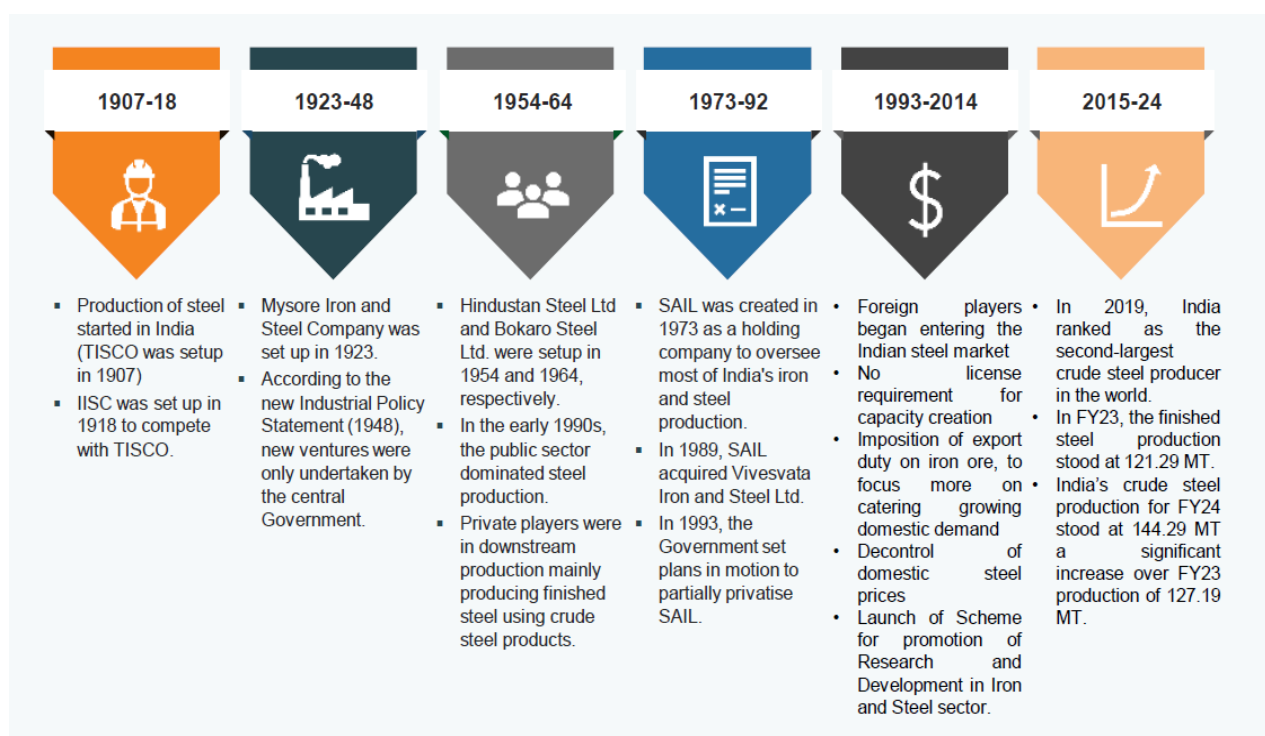 1907-18
1923-48
1954-64
1973-92
1993-2014
2015-24
▪ Production of steel
started in India
(TISCO was setup
in 1907)
▪ IISC was set up in
1918 to compete
with TISCO.
▪ Mysore Iron and
Steel Company was
set up in 1923.
▪ According to the
new Industrial Policy
Statement (1948),
new ventures were
only undertaken by
the central
Government.
▪ Hindustan Steel Ltd
and Bokaro Steel
Ltd. were setup in
1954 and 1964,
respectively.
▪ In the early 1990s,
the public sector
dominated steel
production.
▪ Private players were
in downstream
production mainly
producing finished
steel using crude
steel products.
▪ SAIL was created in
1973 as a holding
company to oversee
most of India's iron
and steel
production.
▪ In 1989, SAIL
acquired Vivesvata
Iron and Steel Ltd.
▪ In 1993, the
Government set
plans in motion to
partially privatise
SAIL.
• Foreign players
began entering the
Indian steel market
• No license
requirement for
capacity creation
• Imposition of export
duty on iron ore, to
focus more on
catering growing
domestic demand
• Decontrol of
domestic steel
prices
• Launch of Scheme
for promotion of
Research and
Development in Iron
and Steel sector.
• In 2019, India
ranked as the
second-largest
crude steel producer
in the world.
• In FY23, the finished
steel production
stood at 121.29 MT.
• India’s crude steel
production for FY24
stood at 144.29 MT
a significant
increase over FY23
production of 127.19
MT.